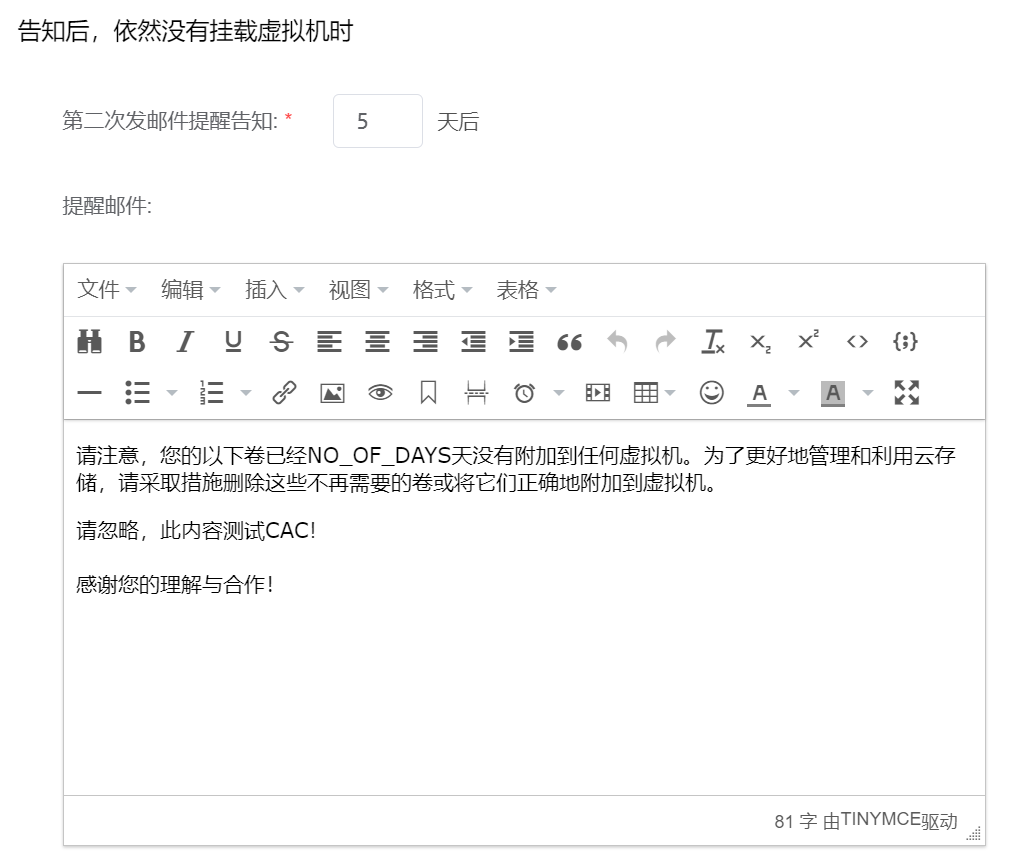 告知后，依然没有挂载虚拟机时
第二次发邮件提醒告知: * 5 天后
提醒邮件:
文件 编辑 插入 视图 格式 表格
请注意，您的以下卷已经NO_OF_DAYS天没有附加到任何虚拟机。为了更好地管理和利用云存
储，请采取措施删除这些不再需要的卷或将它们正确地附加到虚拟机。
请忽略，此内容测试CAC！
感谢您的理解与合作！
81 字 由TINYMCE驱动